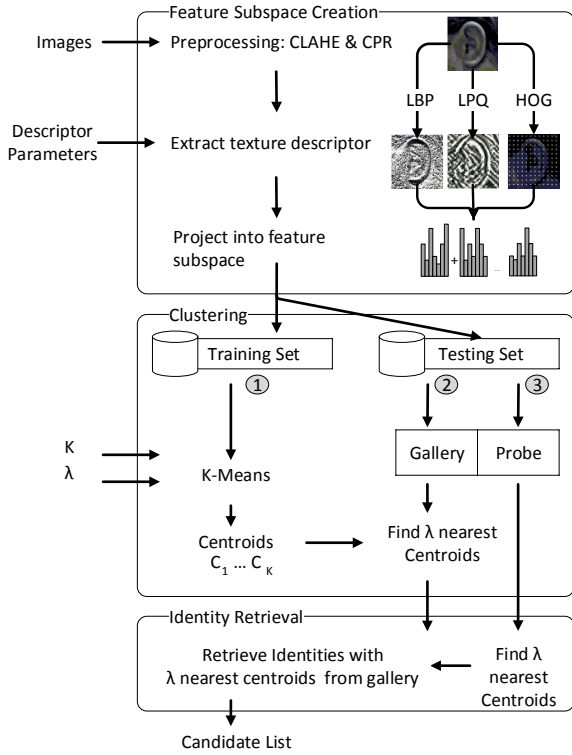 Feature Subspace Creation
Images
Preprocessing: CLAHE & CPR
LBP LPQ HOG
Descriptor
Parameters
Extract texture descriptor
Project into feature
subspace
+ ...
Clustering
Training Set
Testing Set
1
2
3
K
λ
Gallery Probe
K-Means
Centroids
C1 ... CK
Find λ nearest
Centroids
Identity Retrieval
Retrieve Identities with
λ nearest centroids from gallery
Find λ
nearest
Centroids
Candidate List